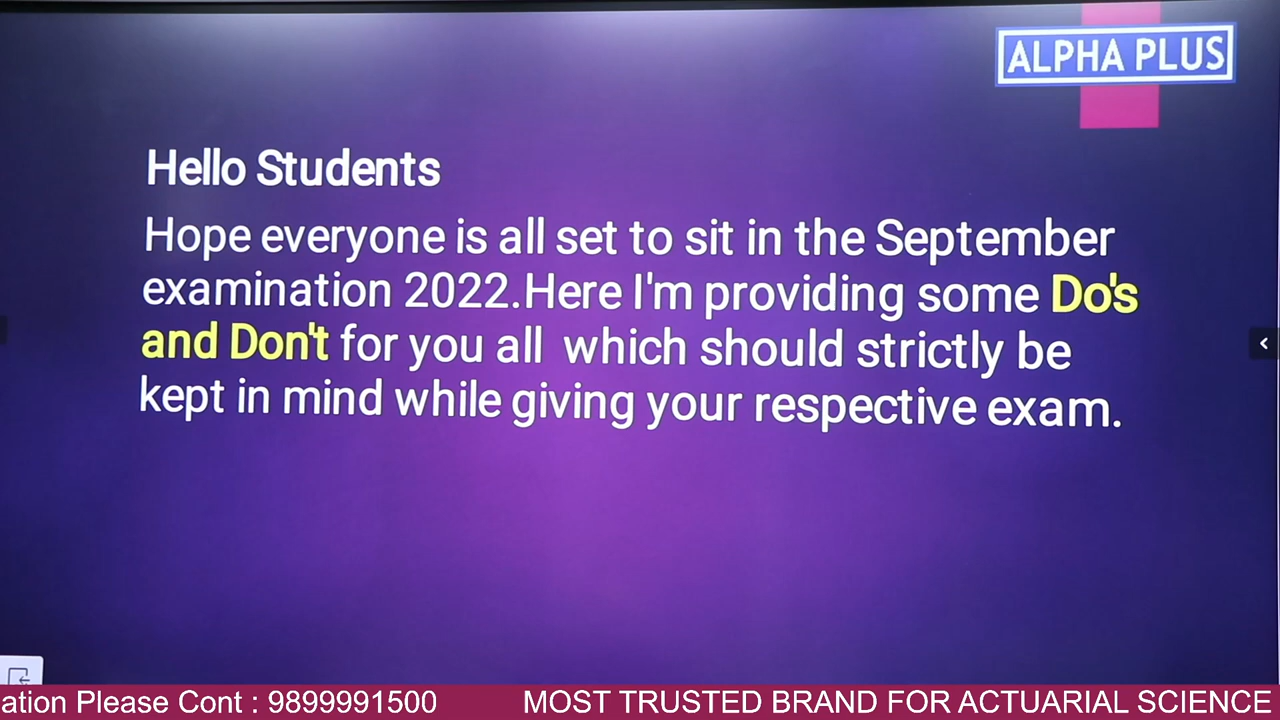 ALPHA PLUS
Hello Students
Hope everyone is all set to sit in the September
examination 2022.Here I'm providing some Do's
and Don't for you all which should strictly be
kept in mind while giving your respective exam.
ation Please Cont : 9899991500 MOST TRUSTED BRAND FOR ACTUARIAL SCIENCE